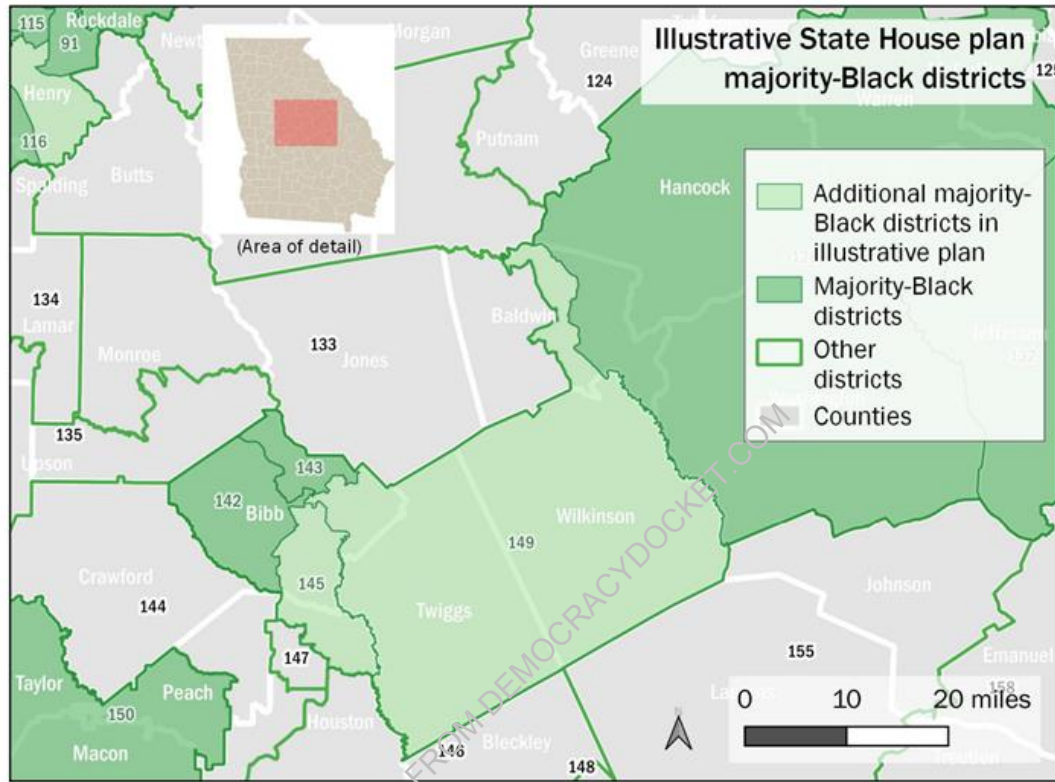 Illustrative State House plan
majority-Black districts
115
Rockdale
91
Morgan
Greene
124
125
Warren
Henry
116
Putnam
Spalding
Butts
Hancock
(Area of detail)
Additional majority-
Black districts in
illustrative plan
Majority-Black
districts
Other
districts
Counties
134
Lamar
Monroe
133
Jones
Baldwin
135
Upson
143
142
Bibb
Wilkinson
149
145
Crawford
144
Twiggs
Johnson
147
155
Taylor
Peach
150
Macon
Houston
146
Bleckley
148
Emanuel
158
0 10 20 miles
N
FROM DEMOCRACYDOCKET.COM